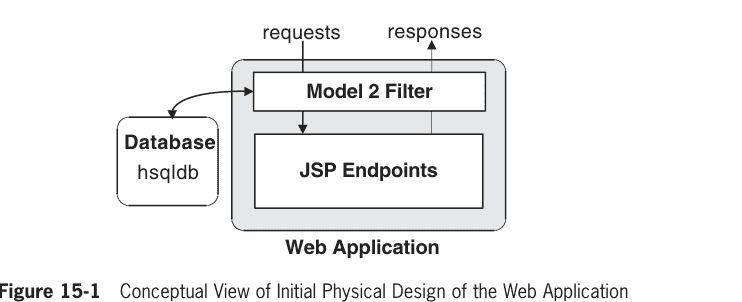 requests responses
Model 2 Filter
Database
hsqldb
JSP Endpoints
Web Application
Figure 15-1 Conceptual View of Initial Physical Design of the Web Application